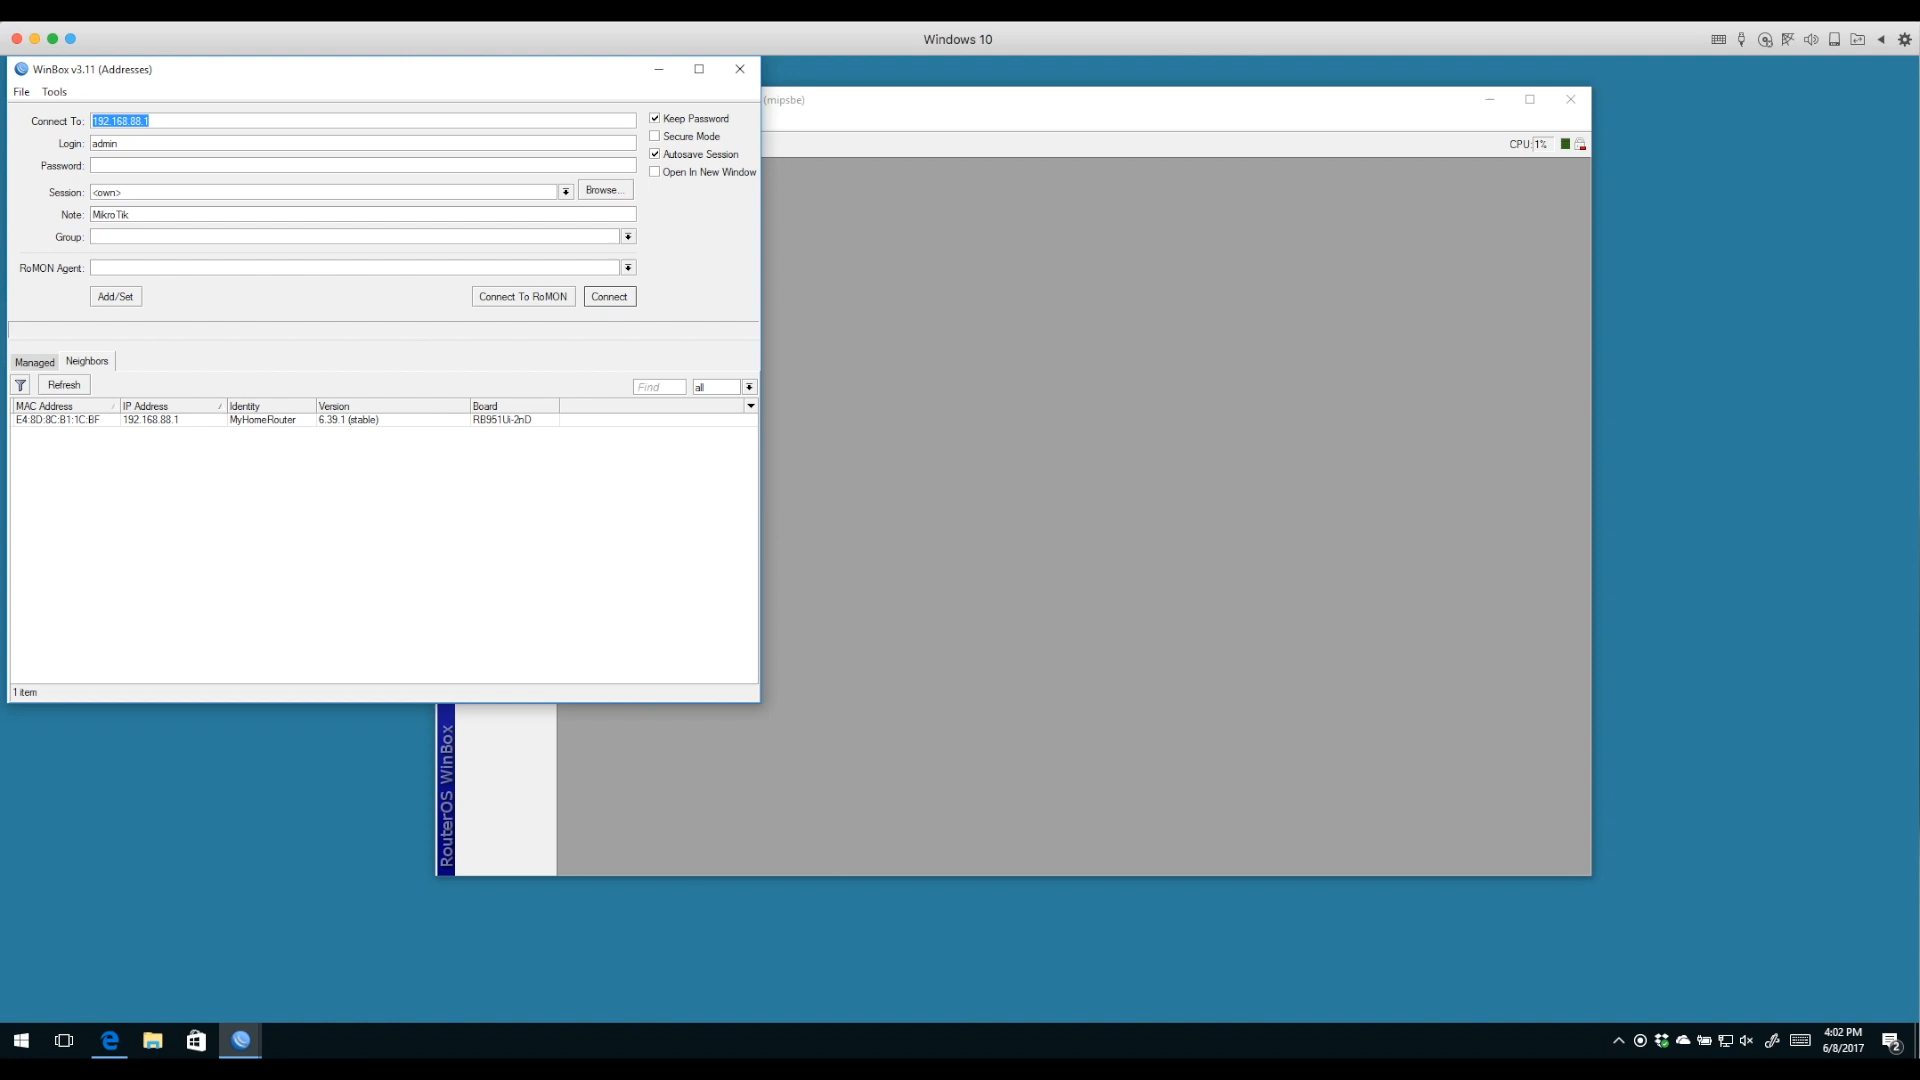 Windows 10
WinBox v3.11 (Addresses)
File Tools
(mipsbe)
Connect To: 192.168.88.1
Keep Password
Login: admin
Secure Mode
CPU: 1%
Password:
Autosave Session
Open In New Window
Session: <own>
Browse...
Note: MikroTik
Group:
RoMON Agent:
Add/Set
Connect To RoMON
Connect
Managed
Neighbors
Refresh
Find
all
MAC Address IP Address Identity Version Board
E4:8D:8C:B1:1C:BF 192.168.88.1 MyHomeRouter 6.39.1 (stable) RB951Ui-2nD
1 item
RouterOS WinBox
4:02 PM
6/8/2017
2